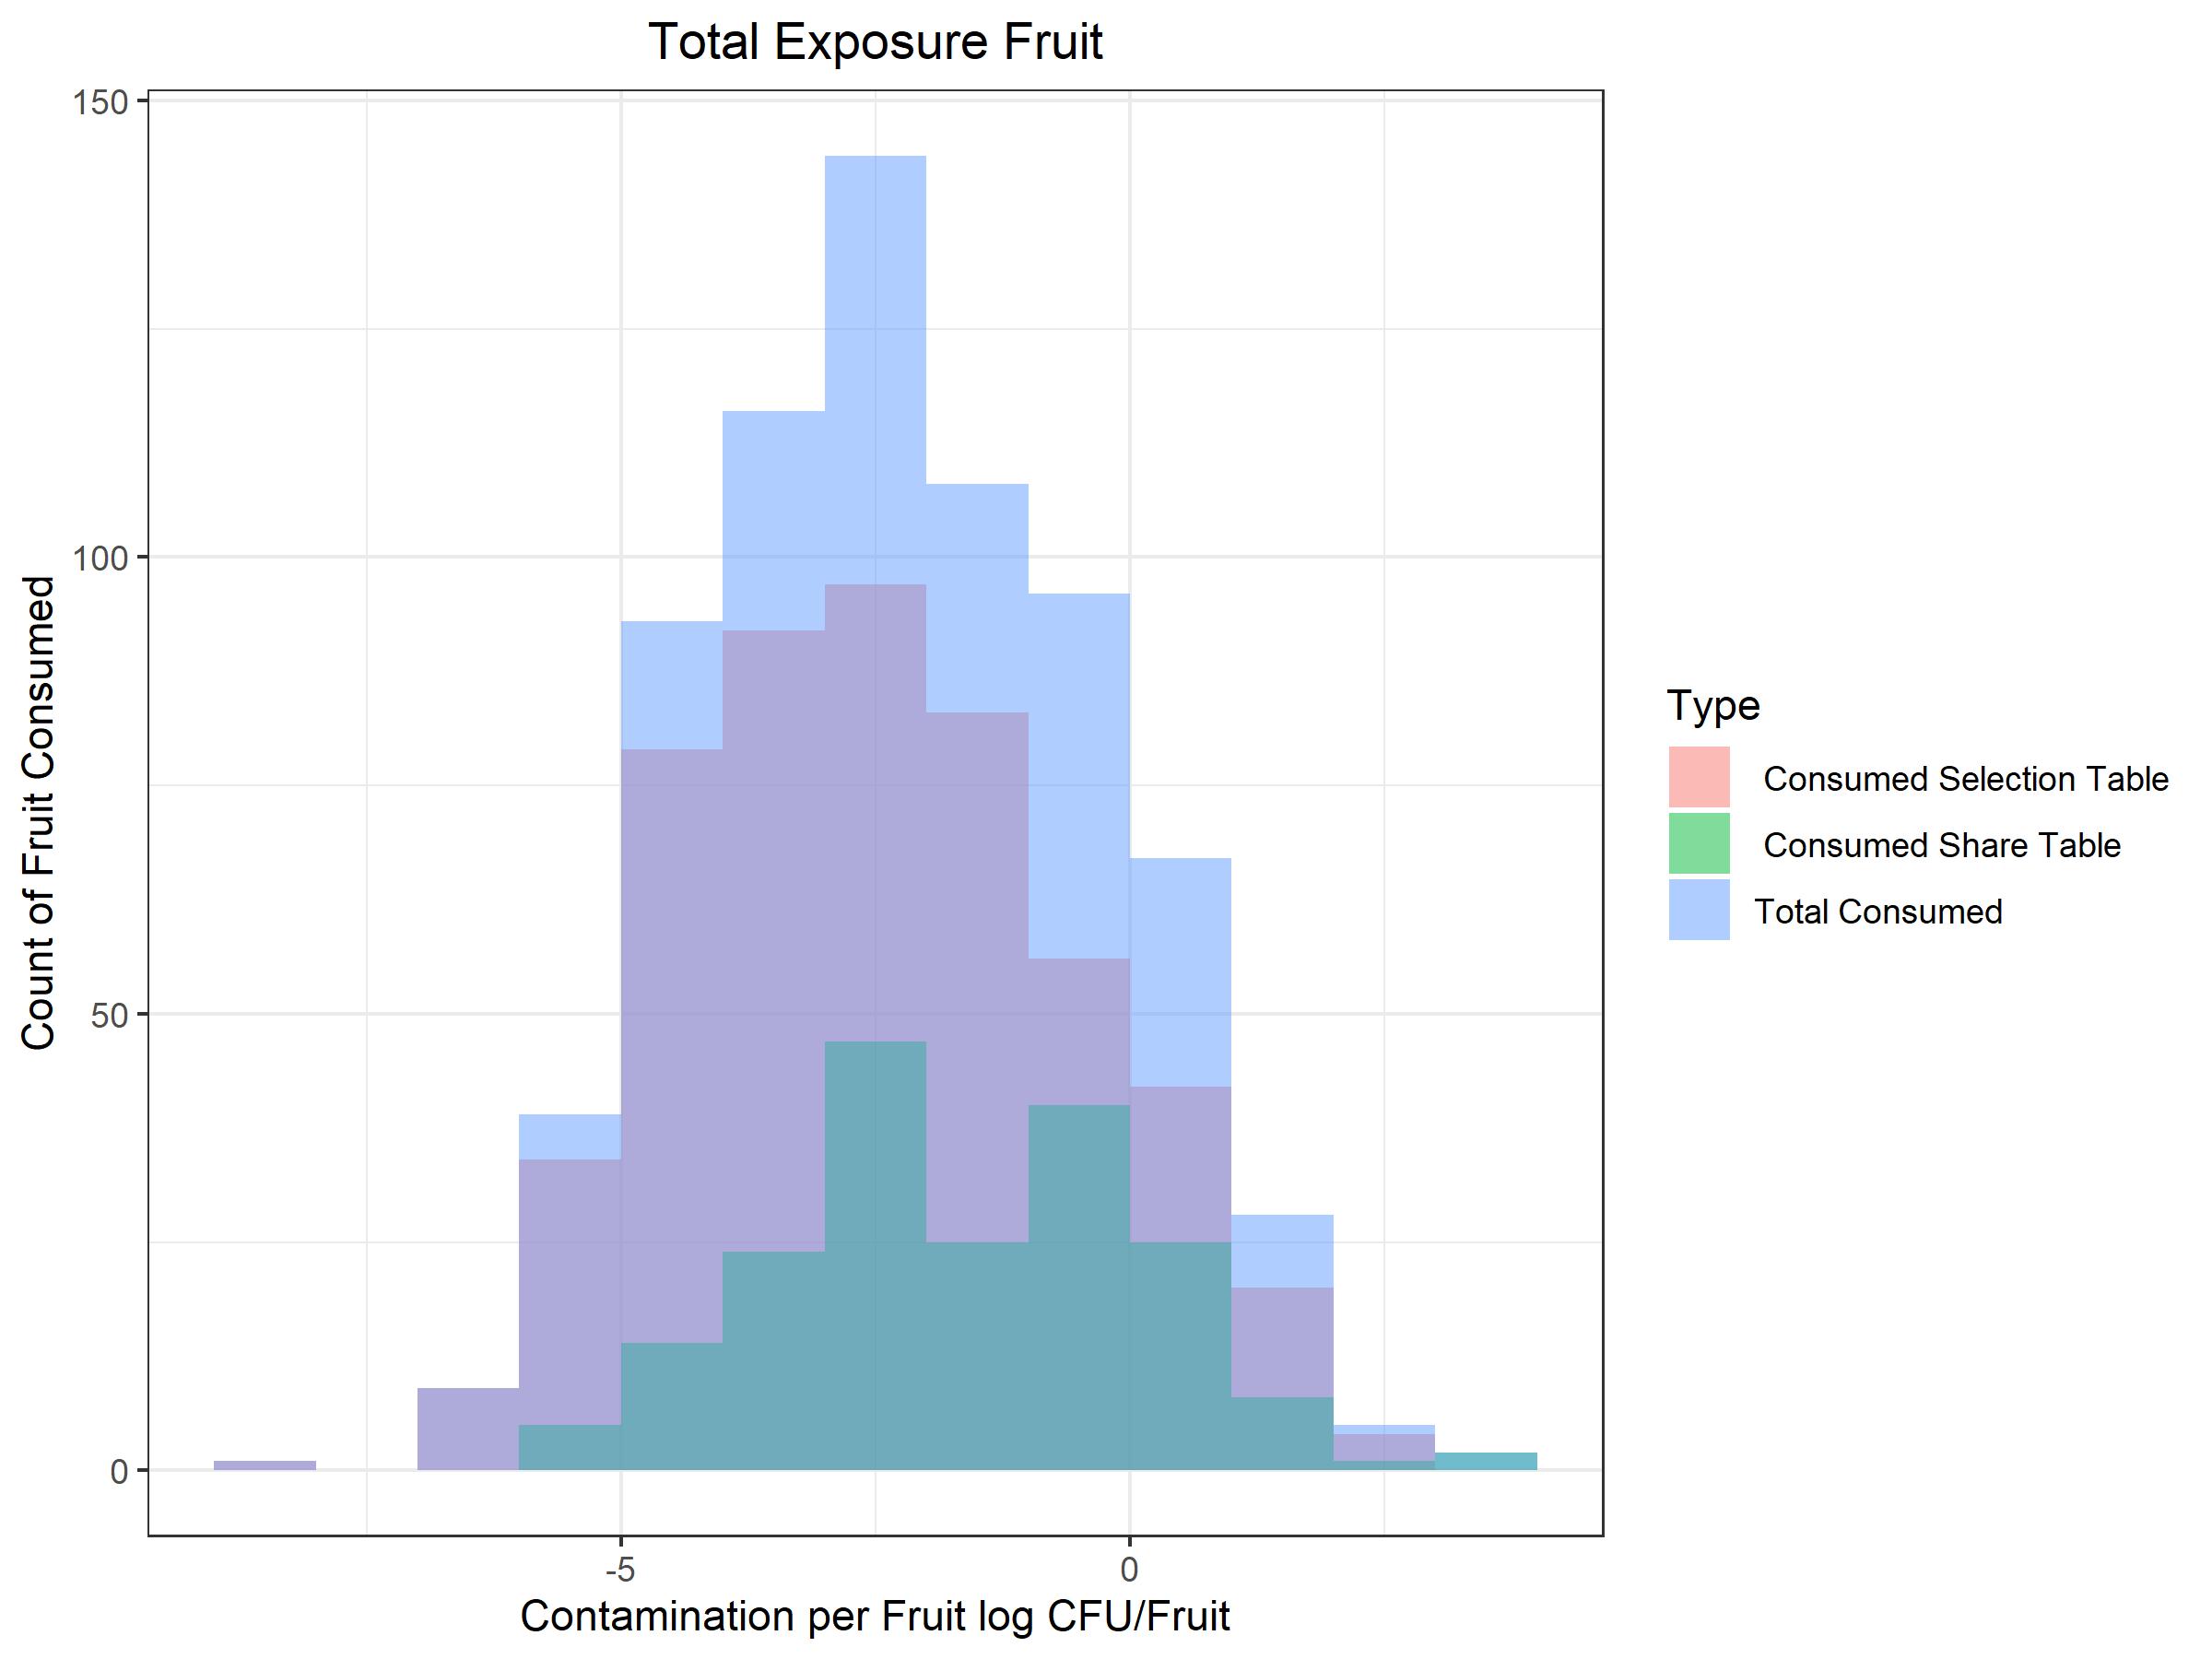 Total Exposure Fruit
150
100
50
0
Count of Fruit Consumed
-5
0
Contamination per Fruit log CFU/Fruit
Type
Consumed Selection Table
Consumed Share Table
Total Consumed